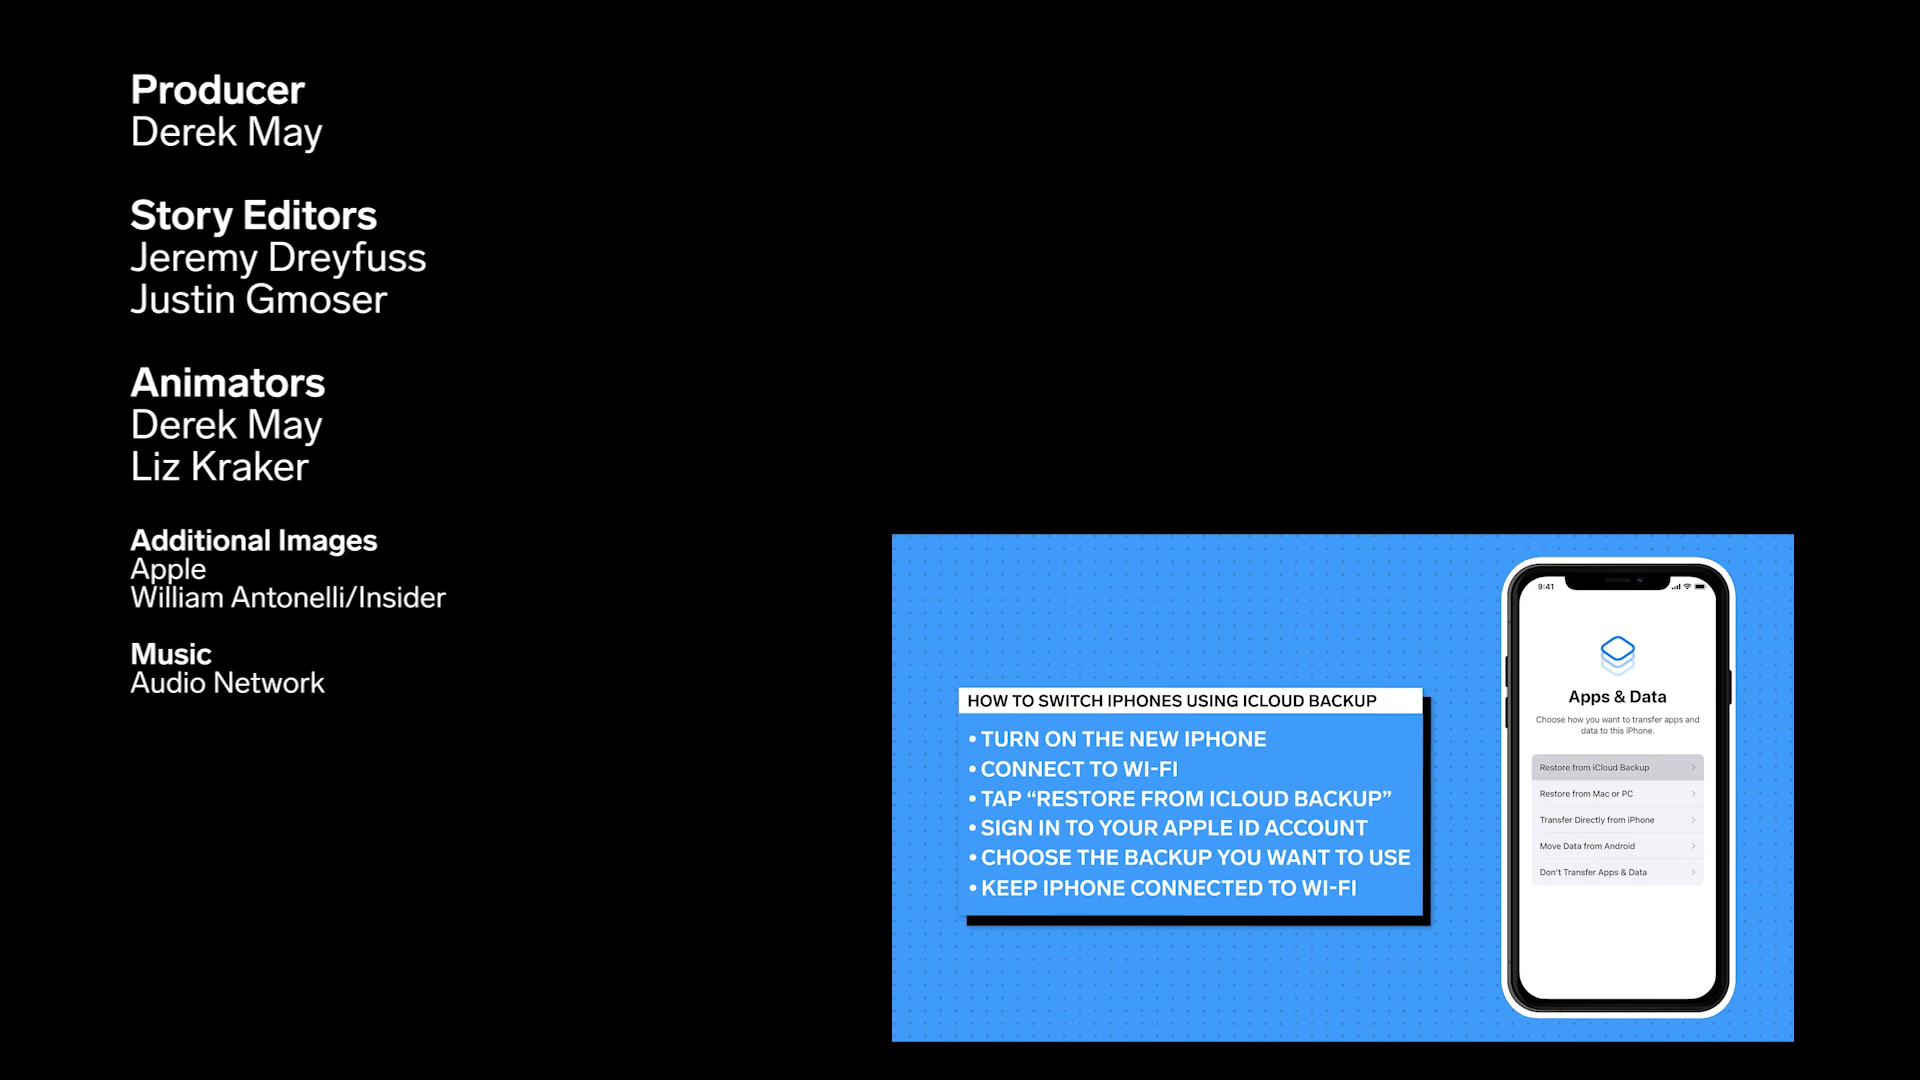 Producer
Derek May
Story Editors
Jeremy Dreyfuss
Justin Gmoser
Animators
Derek May
Liz Kraker
Additional Images
Apple
William Antonelli/Insider
Music
Audio Network
HOW TO SWITCH IPHONES USING ICLOUD BACKUP
• TURN ON THE NEW IPHONE
• CONNECT TO WI-FI
• TAP “RESTORE FROM ICLOUD BACKUP”
• SIGN IN TO YOUR APPLE ID ACCOUNT
• CHOOSE THE BACKUP YOU WANT TO USE
• KEEP IPHONE CONNECTED TO WI-FI
9:41
Apps & Data
Choose how you want to transfer apps and
data to this iPhone.
Restore from iCloud Backup
Restore from Mac or PC
Transfer Directly from iPhone
Move Data from Android
Don't Transfer Apps & Data